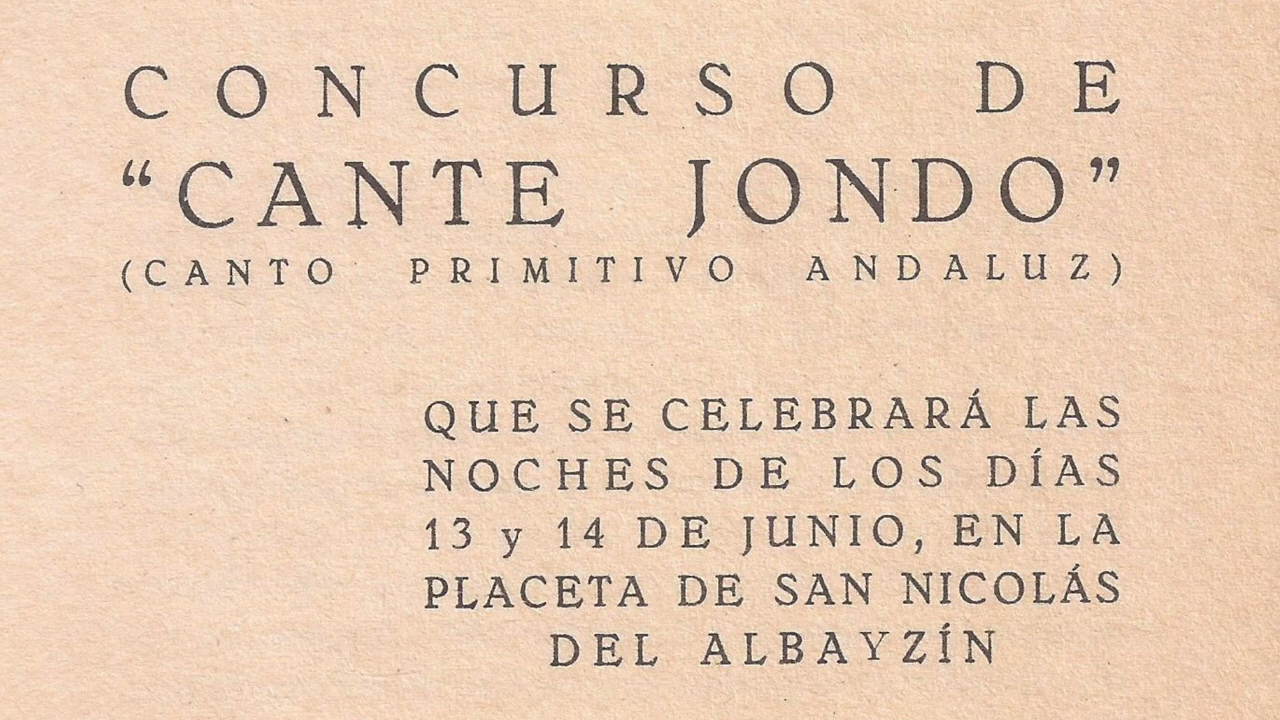 CONCURSO DE
“CANTE JONDO”
(CANTO PRIMITIVO ANDALUZ)
QUE SE CELEBRARÁ LAS
NOCHES DE LOS DÍAS
13 y 14 DE JUNIO, EN LA
PLACETA DE SAN NICOLÁS
DEL ALBAYZÍN